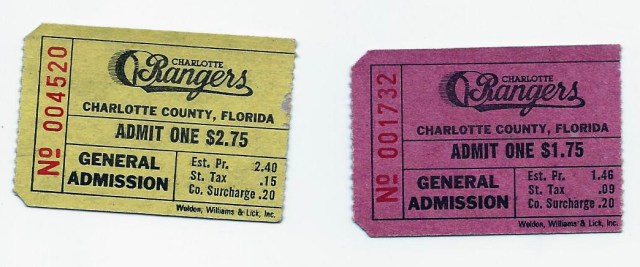 No 004520
CHARLOTTE
Rangers
CHARLOTTE COUNTY, FLORIDA
ADMIT ONE $2.75
GENERAL ADMISSION
Est. Pr. 2.40
St. Tax .15
Co. Surcharge .20
Weldon, Williams & Lick, Inc.
No 001732
CHARLOTTE
Rangers
CHARLOTTE COUNTY, FLORIDA
ADMIT ONE $1.75
GENERAL
ADMISSION
Est. Pr. 1.46
St. Tax .09
Co. Surcharge .20
Weldon, Williams & Lick, Inc.